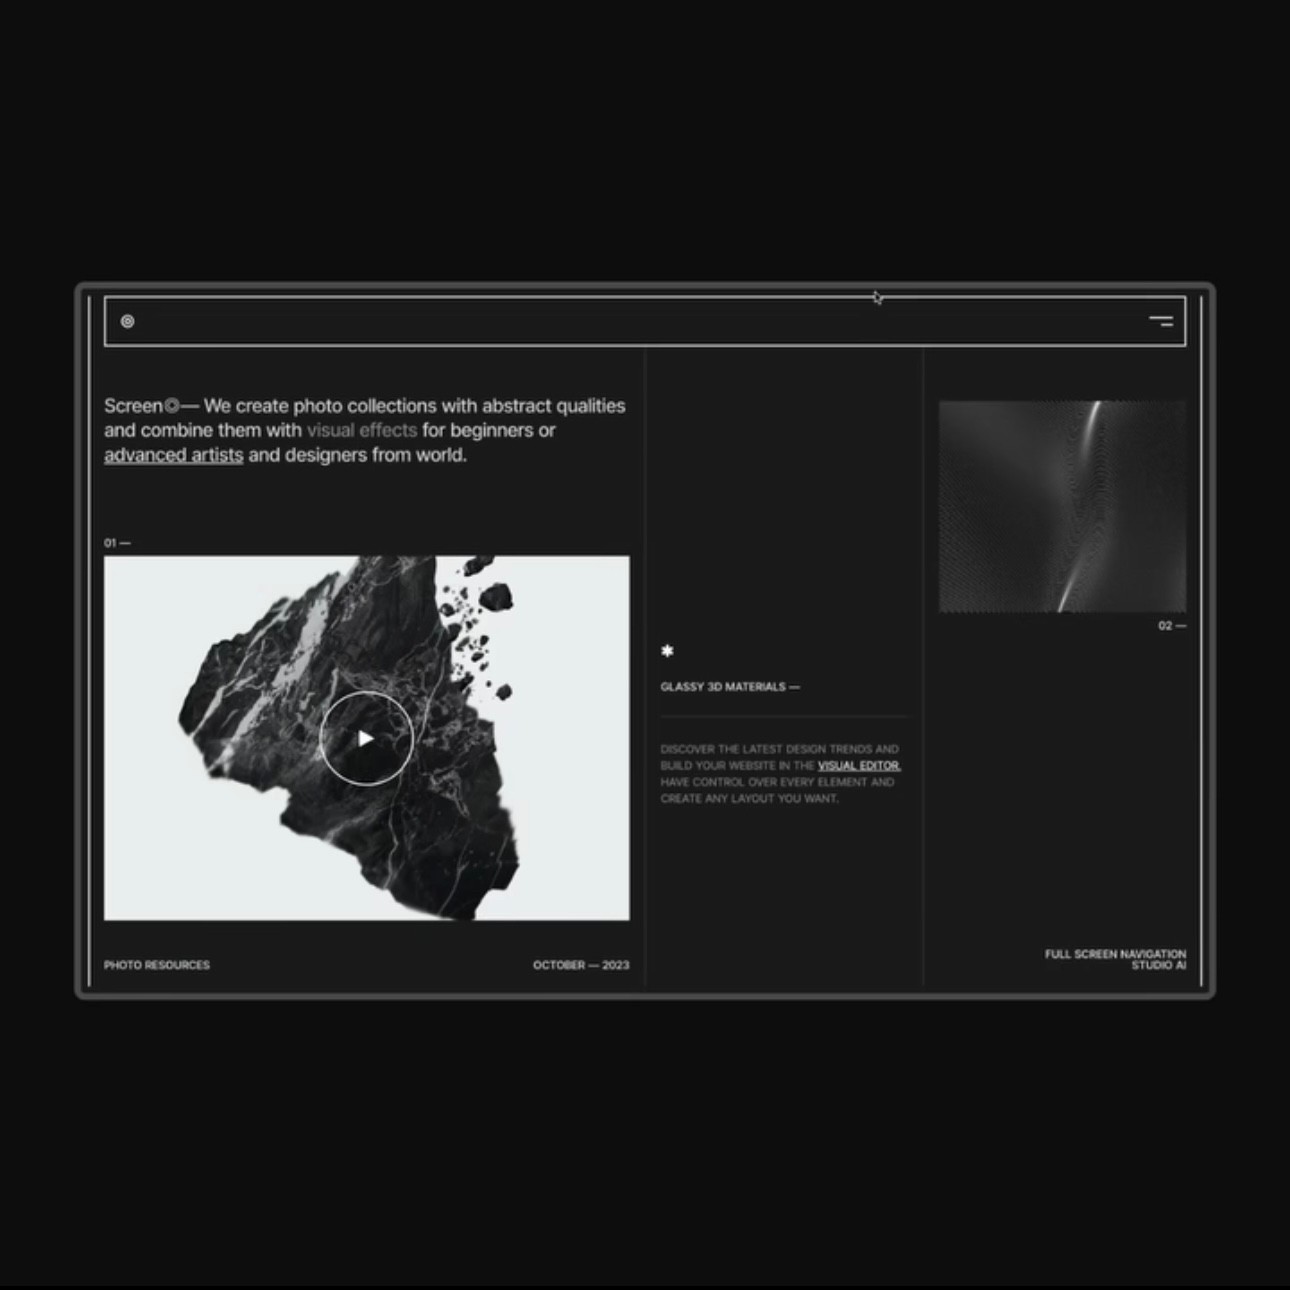 Screen◎— We create photo collections with abstract qualities
and combine them with visual effects for beginners or
advanced artists and designers from world.
01 —
PHOTO RESOURCES
OCTOBER — 2023
✱
GLASSY 3D MATERIALS —
DISCOVER THE LATEST DESIGN TRENDS AND
BUILD YOUR WEBSITE IN THE VISUAL EDITOR.
HAVE CONTROL OVER EVERY ELEMENT AND
CREATE ANY LAYOUT YOU WANT.
02 —
FULL SCREEN NAVIGATION
STUDIO AI